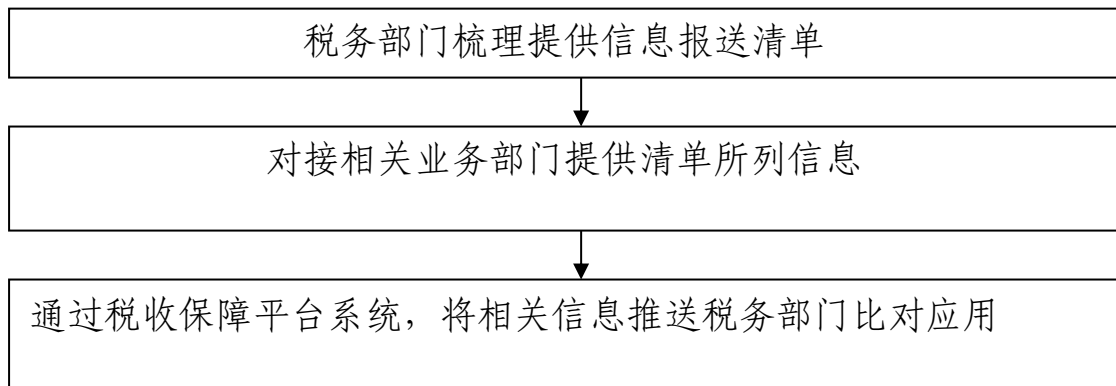 税务部门梳理提供信息报送清单
对接相关业务部门提供清单所列信息
通过税收保障平台系统，将相关信息推送税务部门比对应用